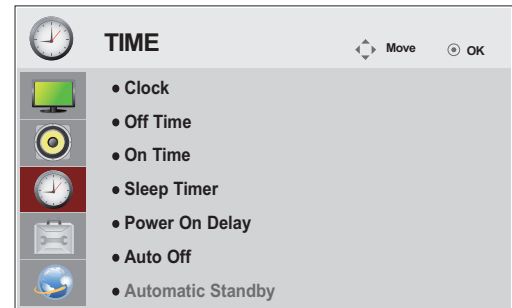 TIME
Move
OK
• Clock
• Off Time
• On Time
• Sleep Timer
• Power On Delay
• Auto Off
• Automatic Standby